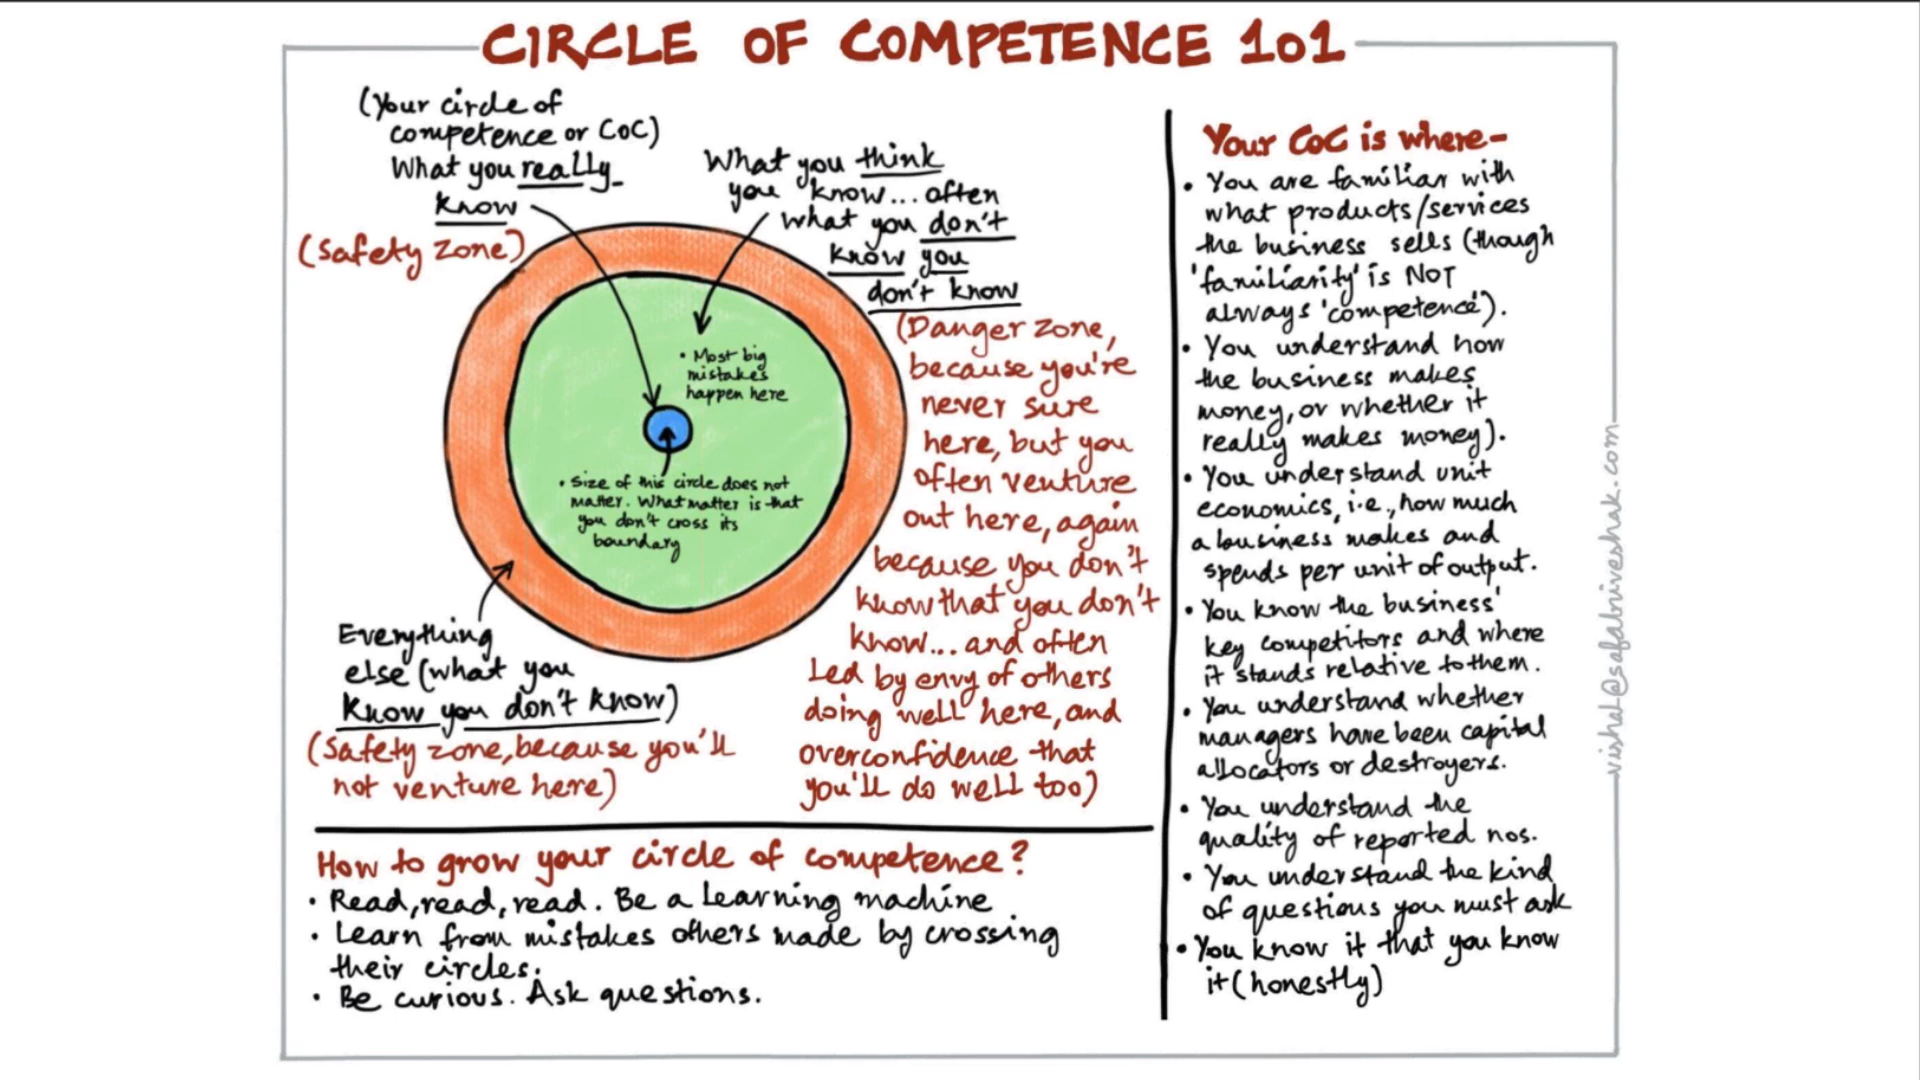 CIRCLE OF COMPETENCE 101
(Your circle of
competence or CoC)
What you really
know
(Safety zone)
What you think
you know... often
what you don't
know you
don't know
(Danger zone,
because you're
never sure
here, but you
often venture
out here, again
because you don't
know that you don't
know... and often
Led by envy of others
doing well here, and
overconfidence that
you'll do well too)
• Most big
mistakes
happen here
• Size of this circle does not
matter. What matter is that
you don't cross its
boundary
Everything
else (what you
know you don't know)
(Safety zone, because you'll
not venture here)
How to grow your circle of competence?
• Read, read, read. Be a Learning machine
• Learn from mistakes others made by crossing
their circles.
• Be curious. Ask questions.
Your CoC is where-
• You are familiar with
what products/services
the business sells (though
'familiarity' is NOT
always 'competence').
• You understand how
the business makes
money, or whether it
really makes money).
• You understand unit
economics, i.e., how much
a business makes and
spends per unit of output.
• You know the business'
key competitors and where
it stands relative to them.
• You understand whether
managers have been capital
allocators or destroyers.
• You understand the
quality of reported nos.
• You understand the kind
of questions you must ask
• You know it that you know
it (honestly)
vishal@safalniveshak.com